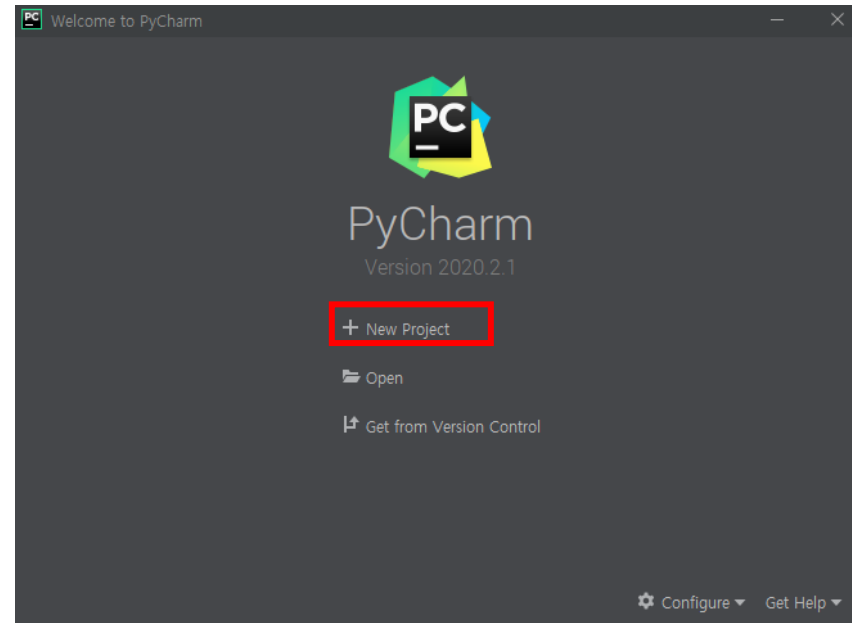 PC Welcome to PyCharm
PC
PyCharm
Version 2020.2.1
New Project
Open
Get from Version Control
Configure Get Help